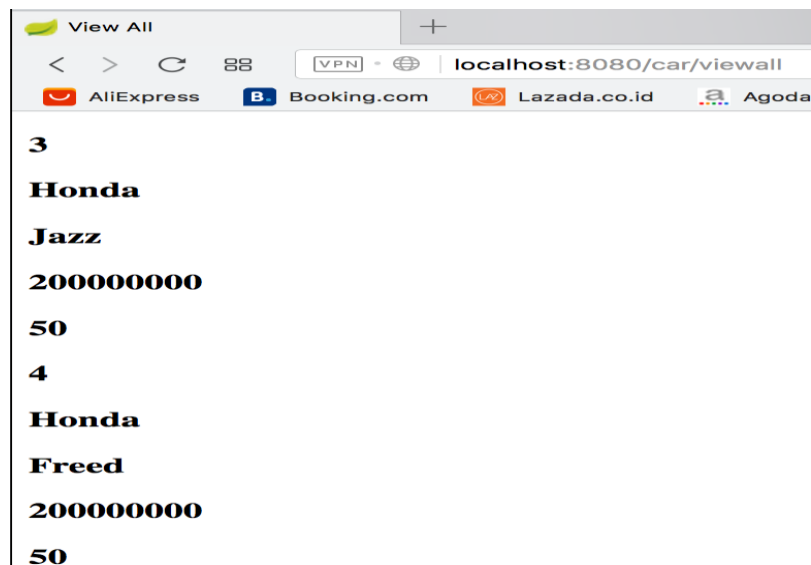 View All
VPN localhost:8080/car/viewall
AliExpress B. Booking.com Lazada.co.id a Agoda
3
Honda
Jazz
200000000
50
4
Honda
Freed
200000000
50